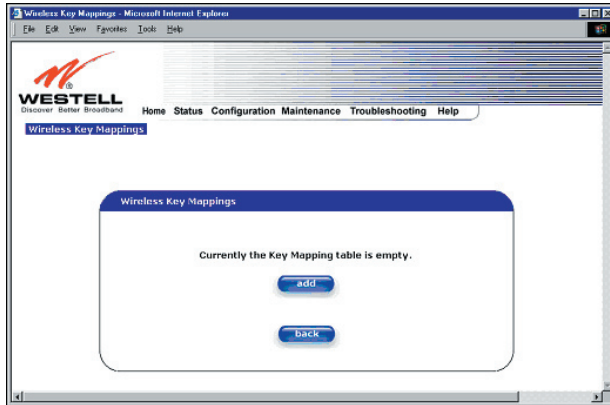 Wireless Key Mappings - Microsoft Internet Explorer
File Edit View Favorites Tools Help
WESTELL
Discover Better Broadband
Home Status Configuration Maintenance Troubleshooting Help
Wireless Key Mappings
Wireless Key Mappings
Currently the Key Mapping table is empty.
add
back